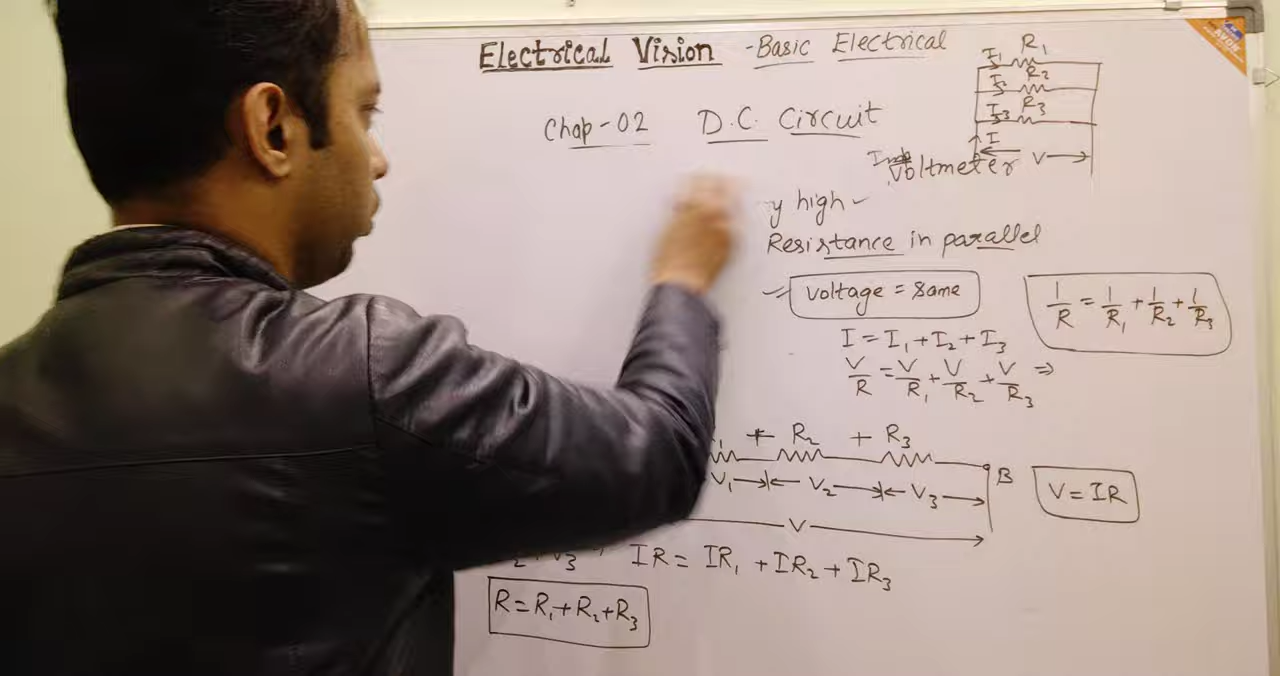 Electrical Vision - Basic Electrical
Chap-02 D.C. Circuit
R1
I1
R2
I2
R3
I3
I
V
Voltmeter
y high
Resistance in parallel
Voltage = Same
1/R = 1/R1 + 1/R2 + 1/R3
I = I1 + I2 + I3
V/R = V/R1 + V/R2 + V/R3 ⇒
+ R2 + R3
B
V1 V2 V3
V = IR
V
IR = IR1 + IR2 + IR3
R = R1 + R2 + R3